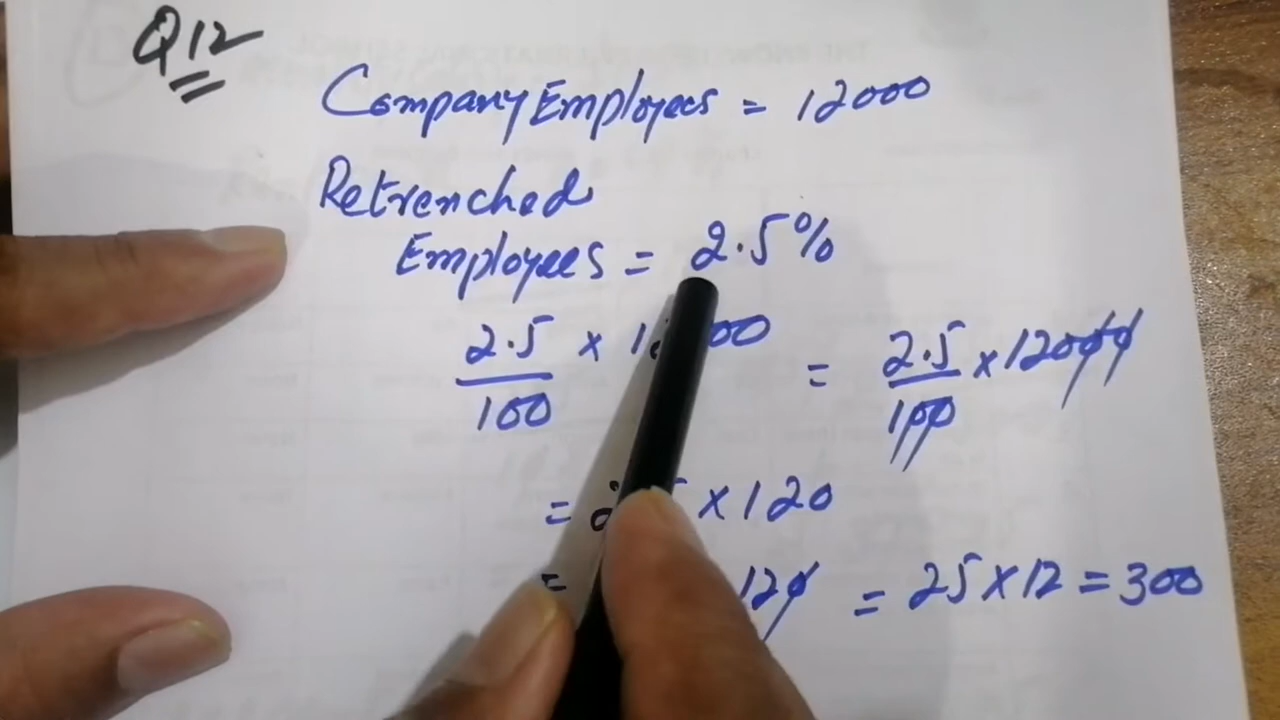 Q12
Company Employees = 12000
Retrenched
Employees = 2.5%
2.5/100 × 1 00 = 2.5/100 × 12000
= × 120
= 120 = 25 × 12 = 300